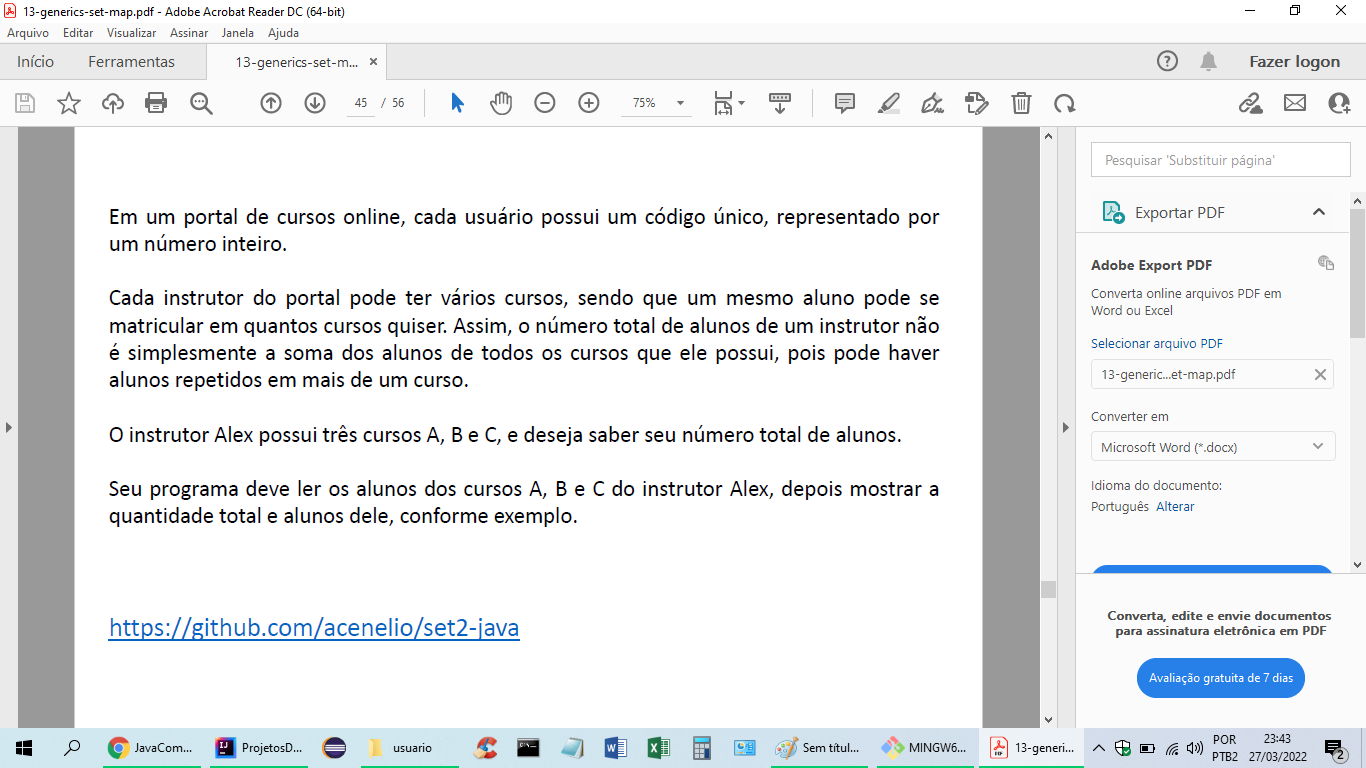 13-generics-set-map.pdf - Adobe Acrobat Reader DC (64-bit)
Arquivo Editar Visualizar Assinar Janela Ajuda
Início Ferramentas 13-generics-set-m... × Fazer logon
45 / 56 75%
Em um portal de cursos online, cada usuário possui um código único, representado por
um número inteiro.
Cada instrutor do portal pode ter vários cursos, sendo que um mesmo aluno pode se
matricular em quantos cursos quiser. Assim, o número total de alunos de um instrutor não
é simplesmente a soma dos alunos de todos os cursos que ele possui, pois pode haver
alunos repetidos em mais de um curso.
O instrutor Alex possui três cursos A, B e C, e deseja saber seu número total de alunos.
Seu programa deve ler os alunos dos cursos A, B e C do instrutor Alex, depois mostrar a
quantidade total e alunos dele, conforme exemplo.
https://github.com/acenelio/set2-java
Pesquisar 'Substituir página'
Exportar PDF
Adobe Export PDF
Converta online arquivos PDF em
Word ou Excel
Selecionar arquivo PDF
13-generic...et-map.pdf
Converter em
Microsoft Word (*.docx)
Idioma do documento:
Português Alterar
Converta, edite e envie documentos
para assinatura eletrônica em PDF
Avaliação gratuita de 7 dias
JavaCom... ProjetosD... usuario Sem títul... MINGW6... 13-generi...
POR
PTB2
23:43
27/03/2022
2